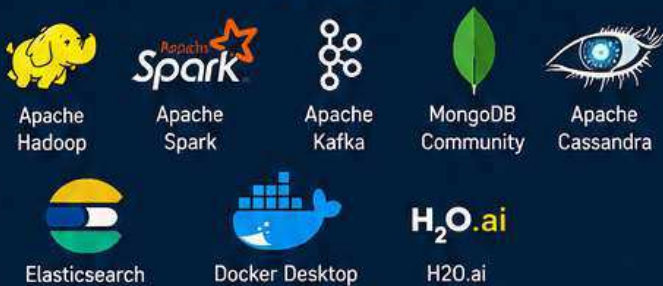 Apache
Spark
Apache
Hadoop
Apache
Spark
Apache
Kafka
MongoDB
Community
Apache
Cassandra
H₂O.ai
Elasticsearch
Docker Desktop
H2O.ai